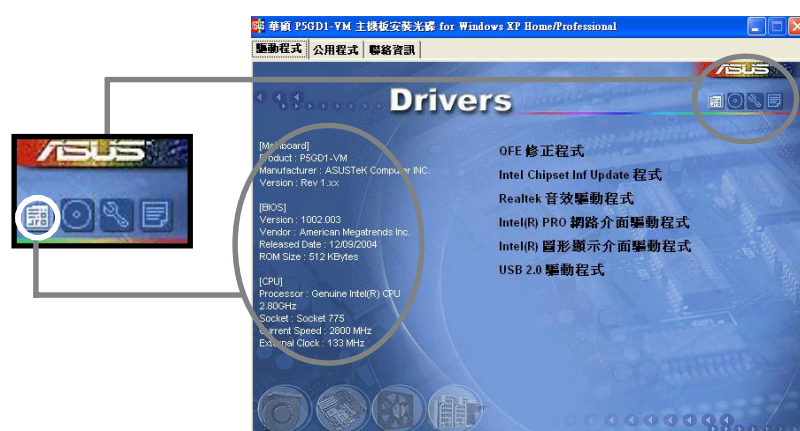 華碩 P5GD1-VM 主機板安裝光碟 for Windows XP Home/Professional
驅動程式 公用程式 聯絡資訊
ASUS
Drivers
[Mainboard]
Product : P5GD1-VM
Manufacturer : ASUSTeK Computer INC.
Version : Rev 1.xx
[BIOS]
Version : 1002.003
Vendor : American Megatrends Inc.
Released Date : 12/09/2004
ROM Size : 512 KBytes
[CPU]
Processor : Genuine Intel(R) CPU
2.80GHz
Socket : Socket 775
Current Speed : 2800 MHz
External Clock : 133 MHz
QFE 修正程式
Intel Chipset Inf Update 程式
Realtek 音效驅動程式
Intel(R) PRO 網路介面驅動程式
Intel(R) 圖形顯示介面驅動程式
USB 2.0 驅動程式
ASUS